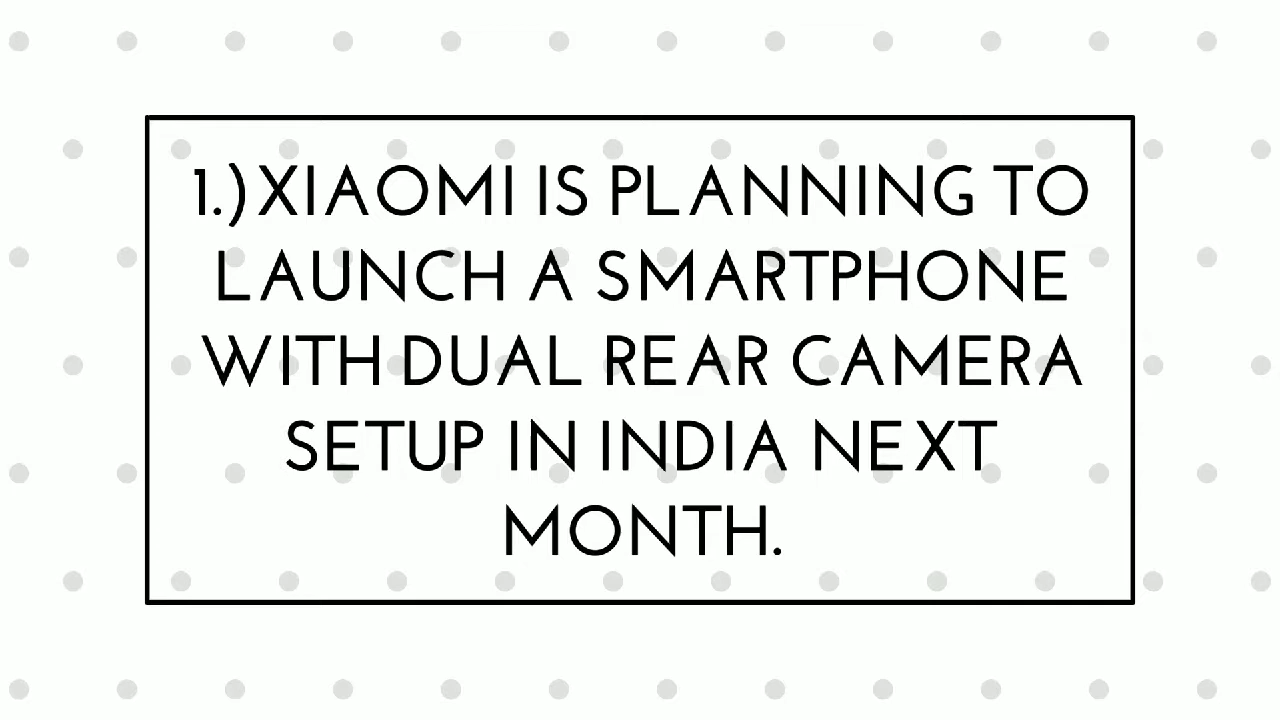 1.) XIAOMI IS PLANNING TO
LAUNCH A SMARTPHONE
WITH DUAL REAR CAMERA
SETUP IN INDIA NEXT
MONTH.